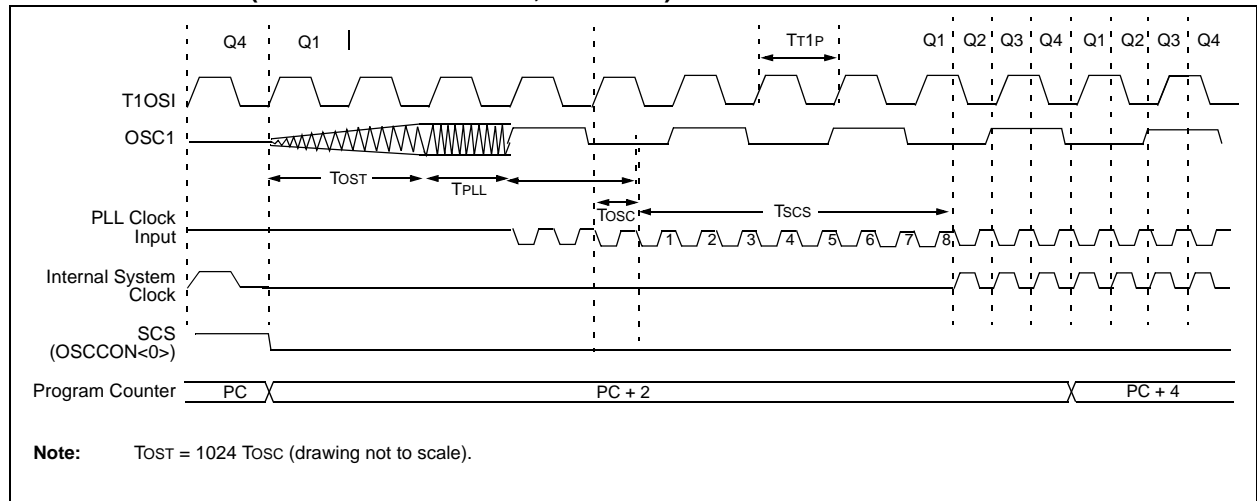 Q4 Q1 TT1P Q1 Q2 Q3 Q4 Q1 Q2 Q3 Q4
T1OSI
OSC1
TOST TPLL
TOSC TSCS
PLL Clock
Input
1 2 3 4 5 6 7 8
Internal System
Clock
SCS
(OSCCON<0>)
Program Counter PC PC + 2 PC + 4
Note: TOST = 1024 TOSC (drawing not to scale).